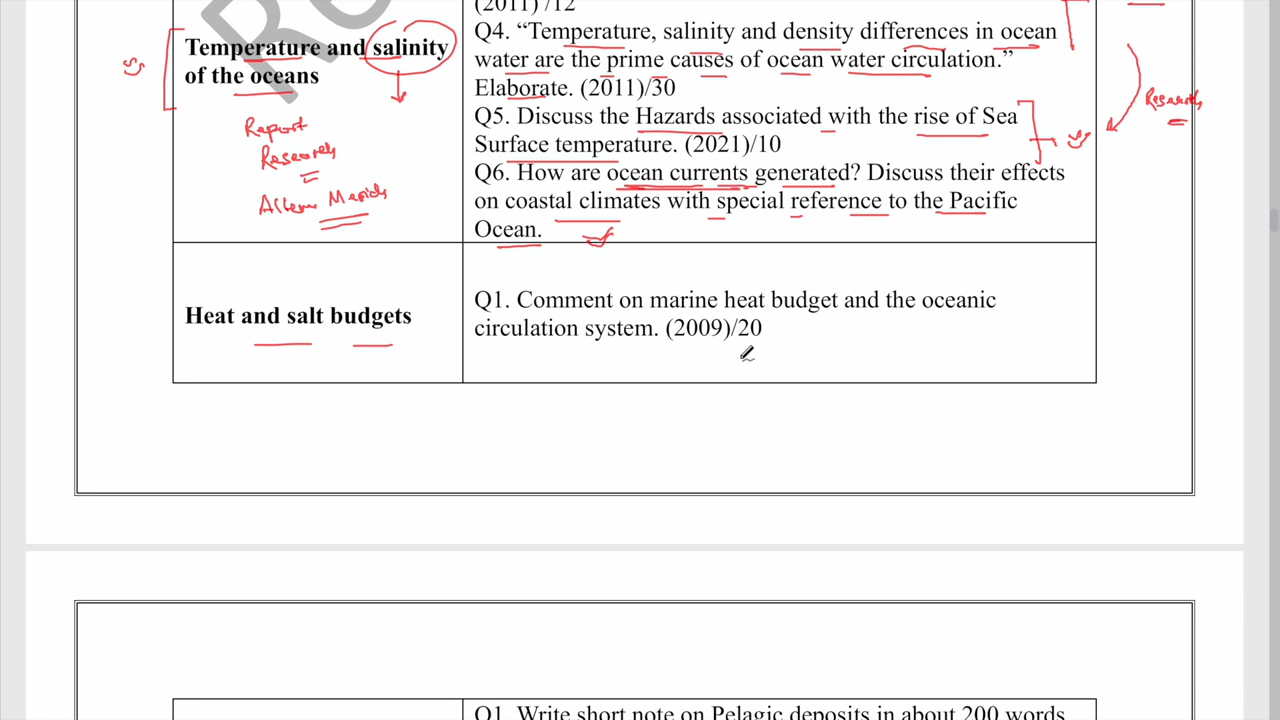 (2011) /12
Temperature and salinity
of the oceans
Q4. “Temperature, salinity and density differences in ocean
water are the prime causes of ocean water circulation.”
Elaborate. (2011)/30
Q5. Discuss the Hazards associated with the rise of Sea
Surface temperature. (2021)/10
Q6. How are ocean currents generated? Discuss their effects
on coastal climates with special reference to the Pacific
Ocean.
Report
Research
Research
Heat and salt budgets
Q1. Comment on marine heat budget and the oceanic
circulation system. (2009)/20
Q1. Write short note on Pelagic deposits in about 200 words